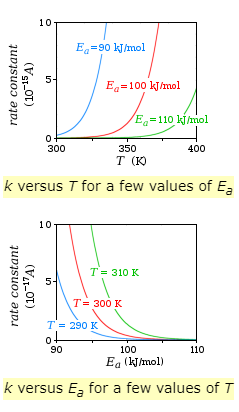 10
5
0
rate constant
(10⁻¹⁵A)
Eₐ=90 kJ/mol
Eₐ=100 kJ/mol
Eₐ=110 kJ/mol
300 350 400
T (K)
k versus T for a few values of Eₐ
10
5
0
rate constant
(10⁻¹⁷A)
T = 310 K
T = 300 K
T = 290 K
90 100 110
Eₐ (kJ/mol)
k versus Eₐ for a few values of T